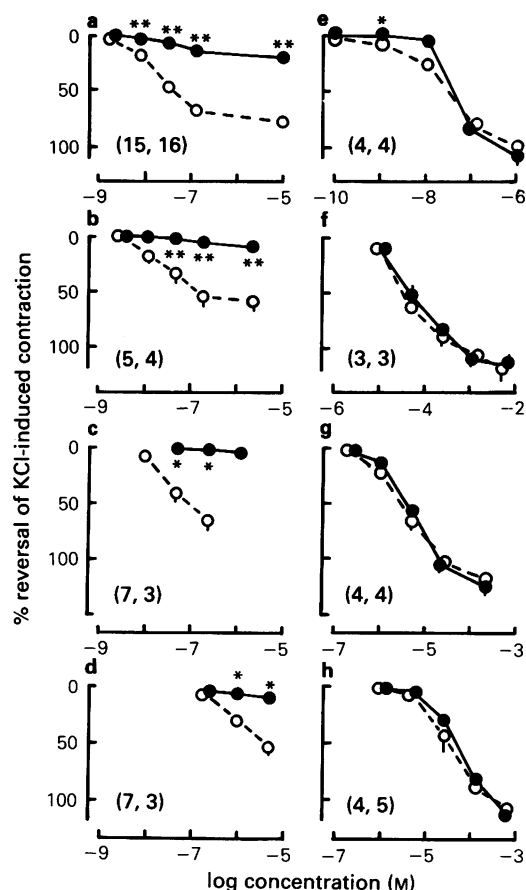 % reversal of KCl-induced contraction
a
0
50
100
** ** ** **
(15, 16)
−9 −7 −5
b
0
50
100
** ** **
(5, 4)
−9 −7 −5
c
0
50
100
* *
(7, 3)
−9 −7 −5
d
0
50
100
* *
(7, 3)
−9 −7 −5
e
*
(4, 4)
−10 −8 −6
f
(3, 3)
−6 −4 −2
g
(4, 4)
−7 −5 −3
h
(4, 5)
−7 −5 −3
log concentration (M)